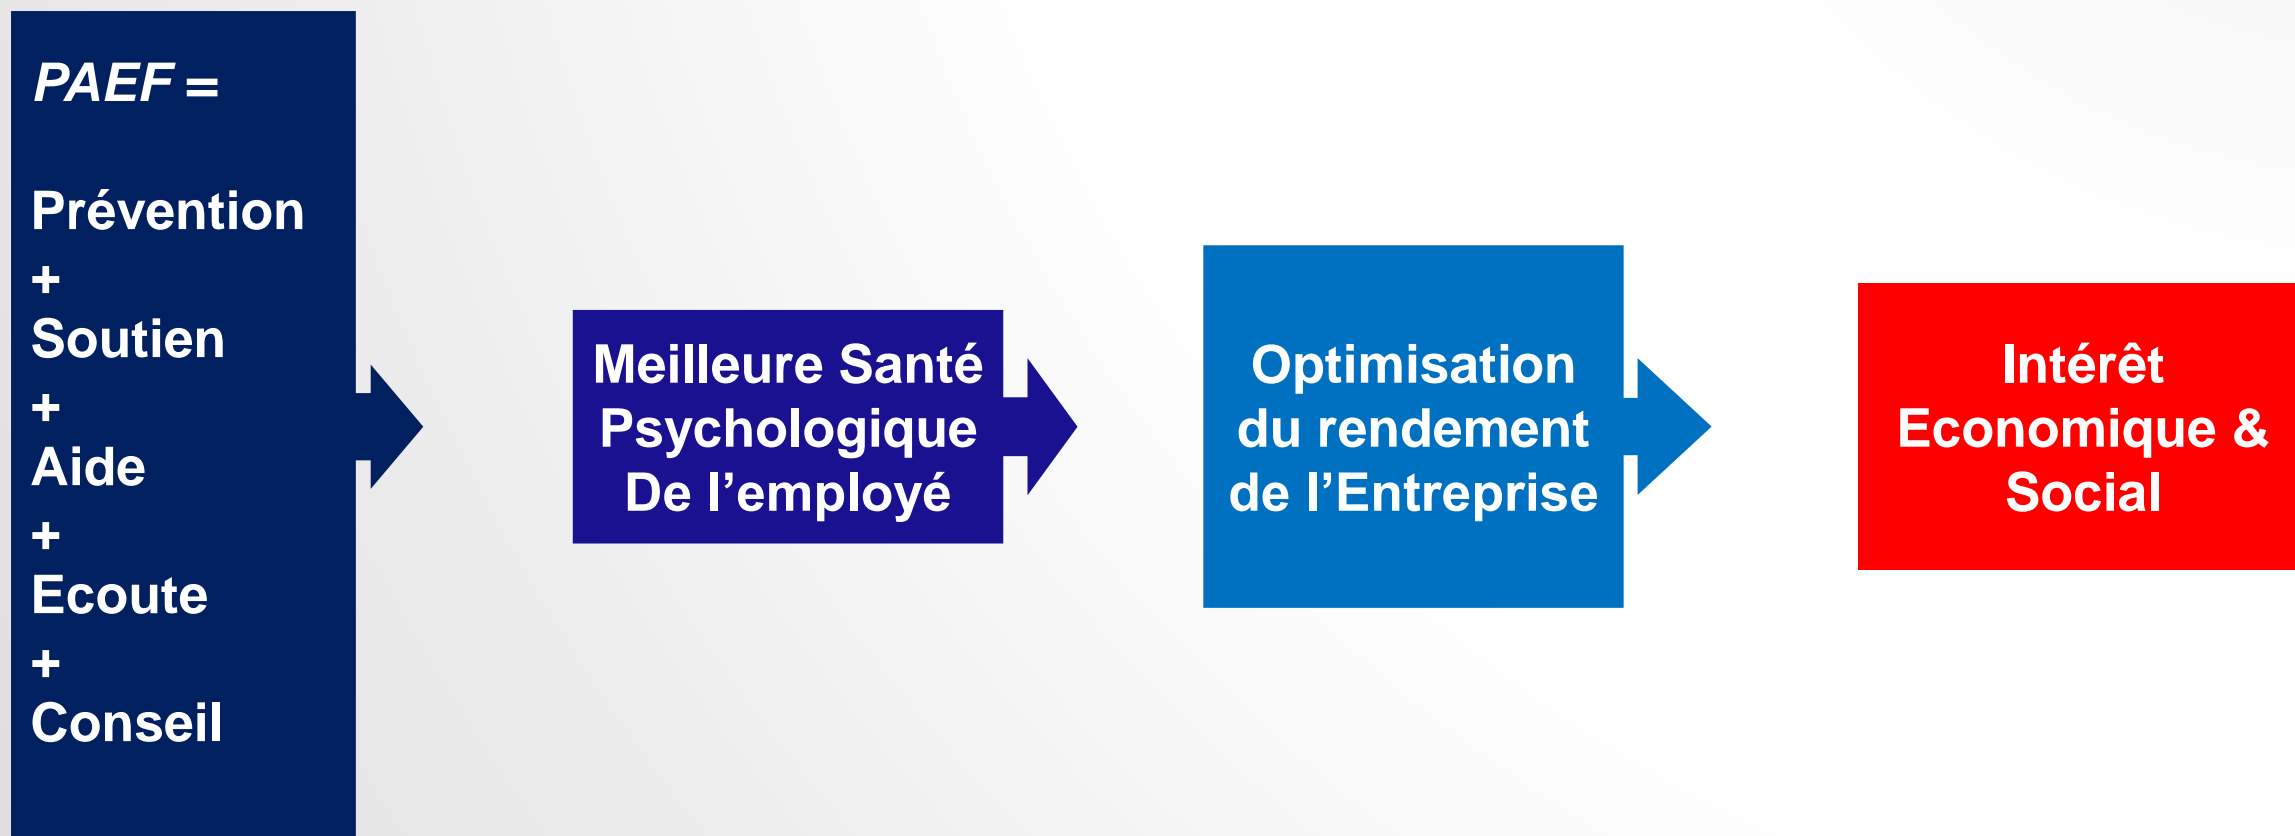 PAEF =
Prévention
+
Soutien
+
Aide
+
Ecoute
+
Conseil
Meilleure Santé
Psychologique
De l’employé
Optimisation
du rendement
de l’Entreprise
Intérêt
Economique &
Social